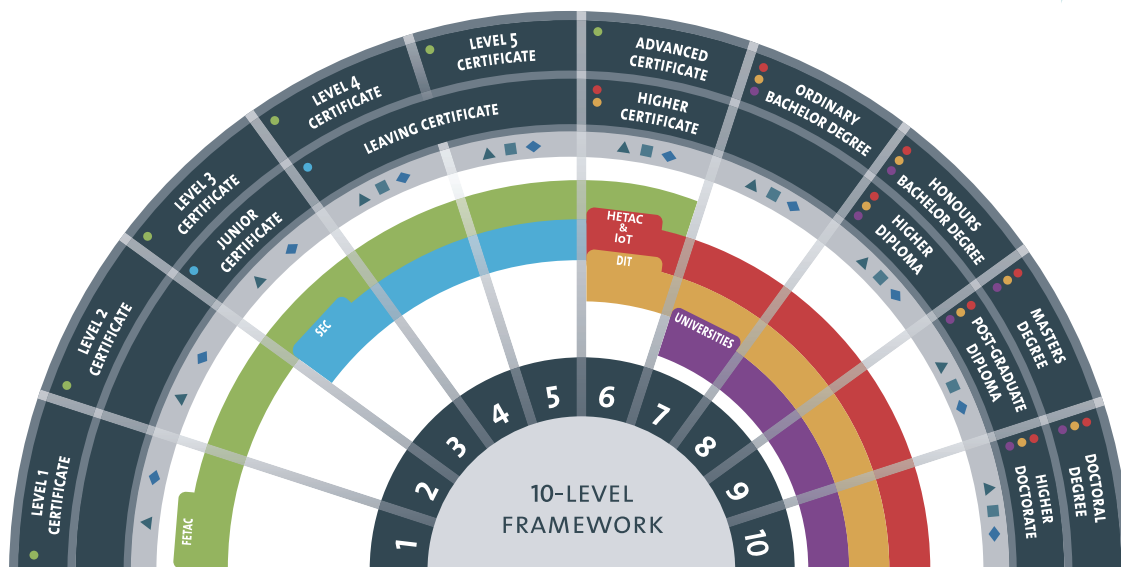 LEVEL 1
CERTIFICATE
LEVEL 2
CERTIFICATE
LEVEL 3
CERTIFICATE
JUNIOR
CERTIFICATE
LEVEL 4
CERTIFICATE
LEVEL 5
CERTIFICATE
LEAVING CERTIFICATE
ADVANCED
CERTIFICATE
HIGHER
CERTIFICATE
ORDINARY
BACHELOR DEGREE
HONOURS
BACHELOR DEGREE
HIGHER
DIPLOMA
MASTERS
DEGREE
POST-GRADUATE
DIPLOMA
DOCTORAL
DEGREE
HIGHER
DOCTORATE
FETAC
SEC
HETAC
&
IoT
DIT
UNIVERSITIES
1
2
3
4
5
6
7
8
9
10
10-LEVEL
FRAMEWORK